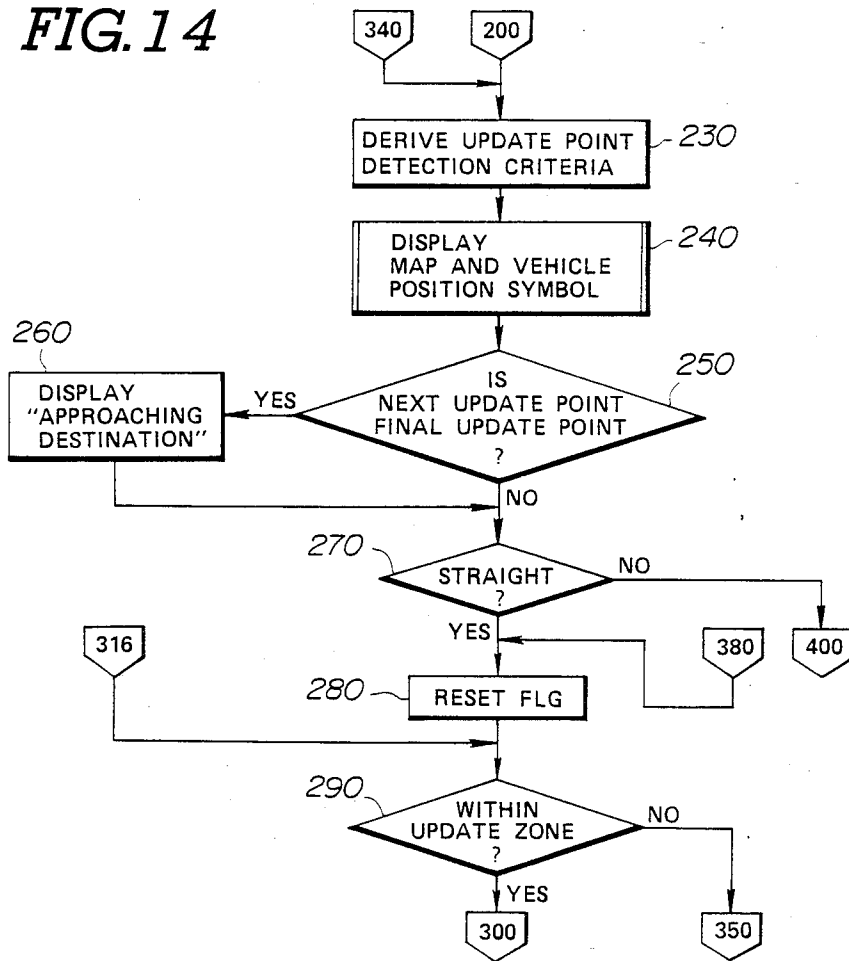 FIG. 14
340
200
DERIVE UPDATE POINT
DETECTION CRITERIA
230
DISPLAY
MAP AND VEHICLE
POSITION SYMBOL
240
260
DISPLAY
"APPROACHING
DESTINATION"
YES
IS
NEXT UPDATE POINT
FINAL UPDATE POINT
?
250
NO
270
STRAIGHT
?
NO
YES
316
380
400
280
RESET FLG
290
WITHIN
UPDATE ZONE
?
NO
YES
300
350